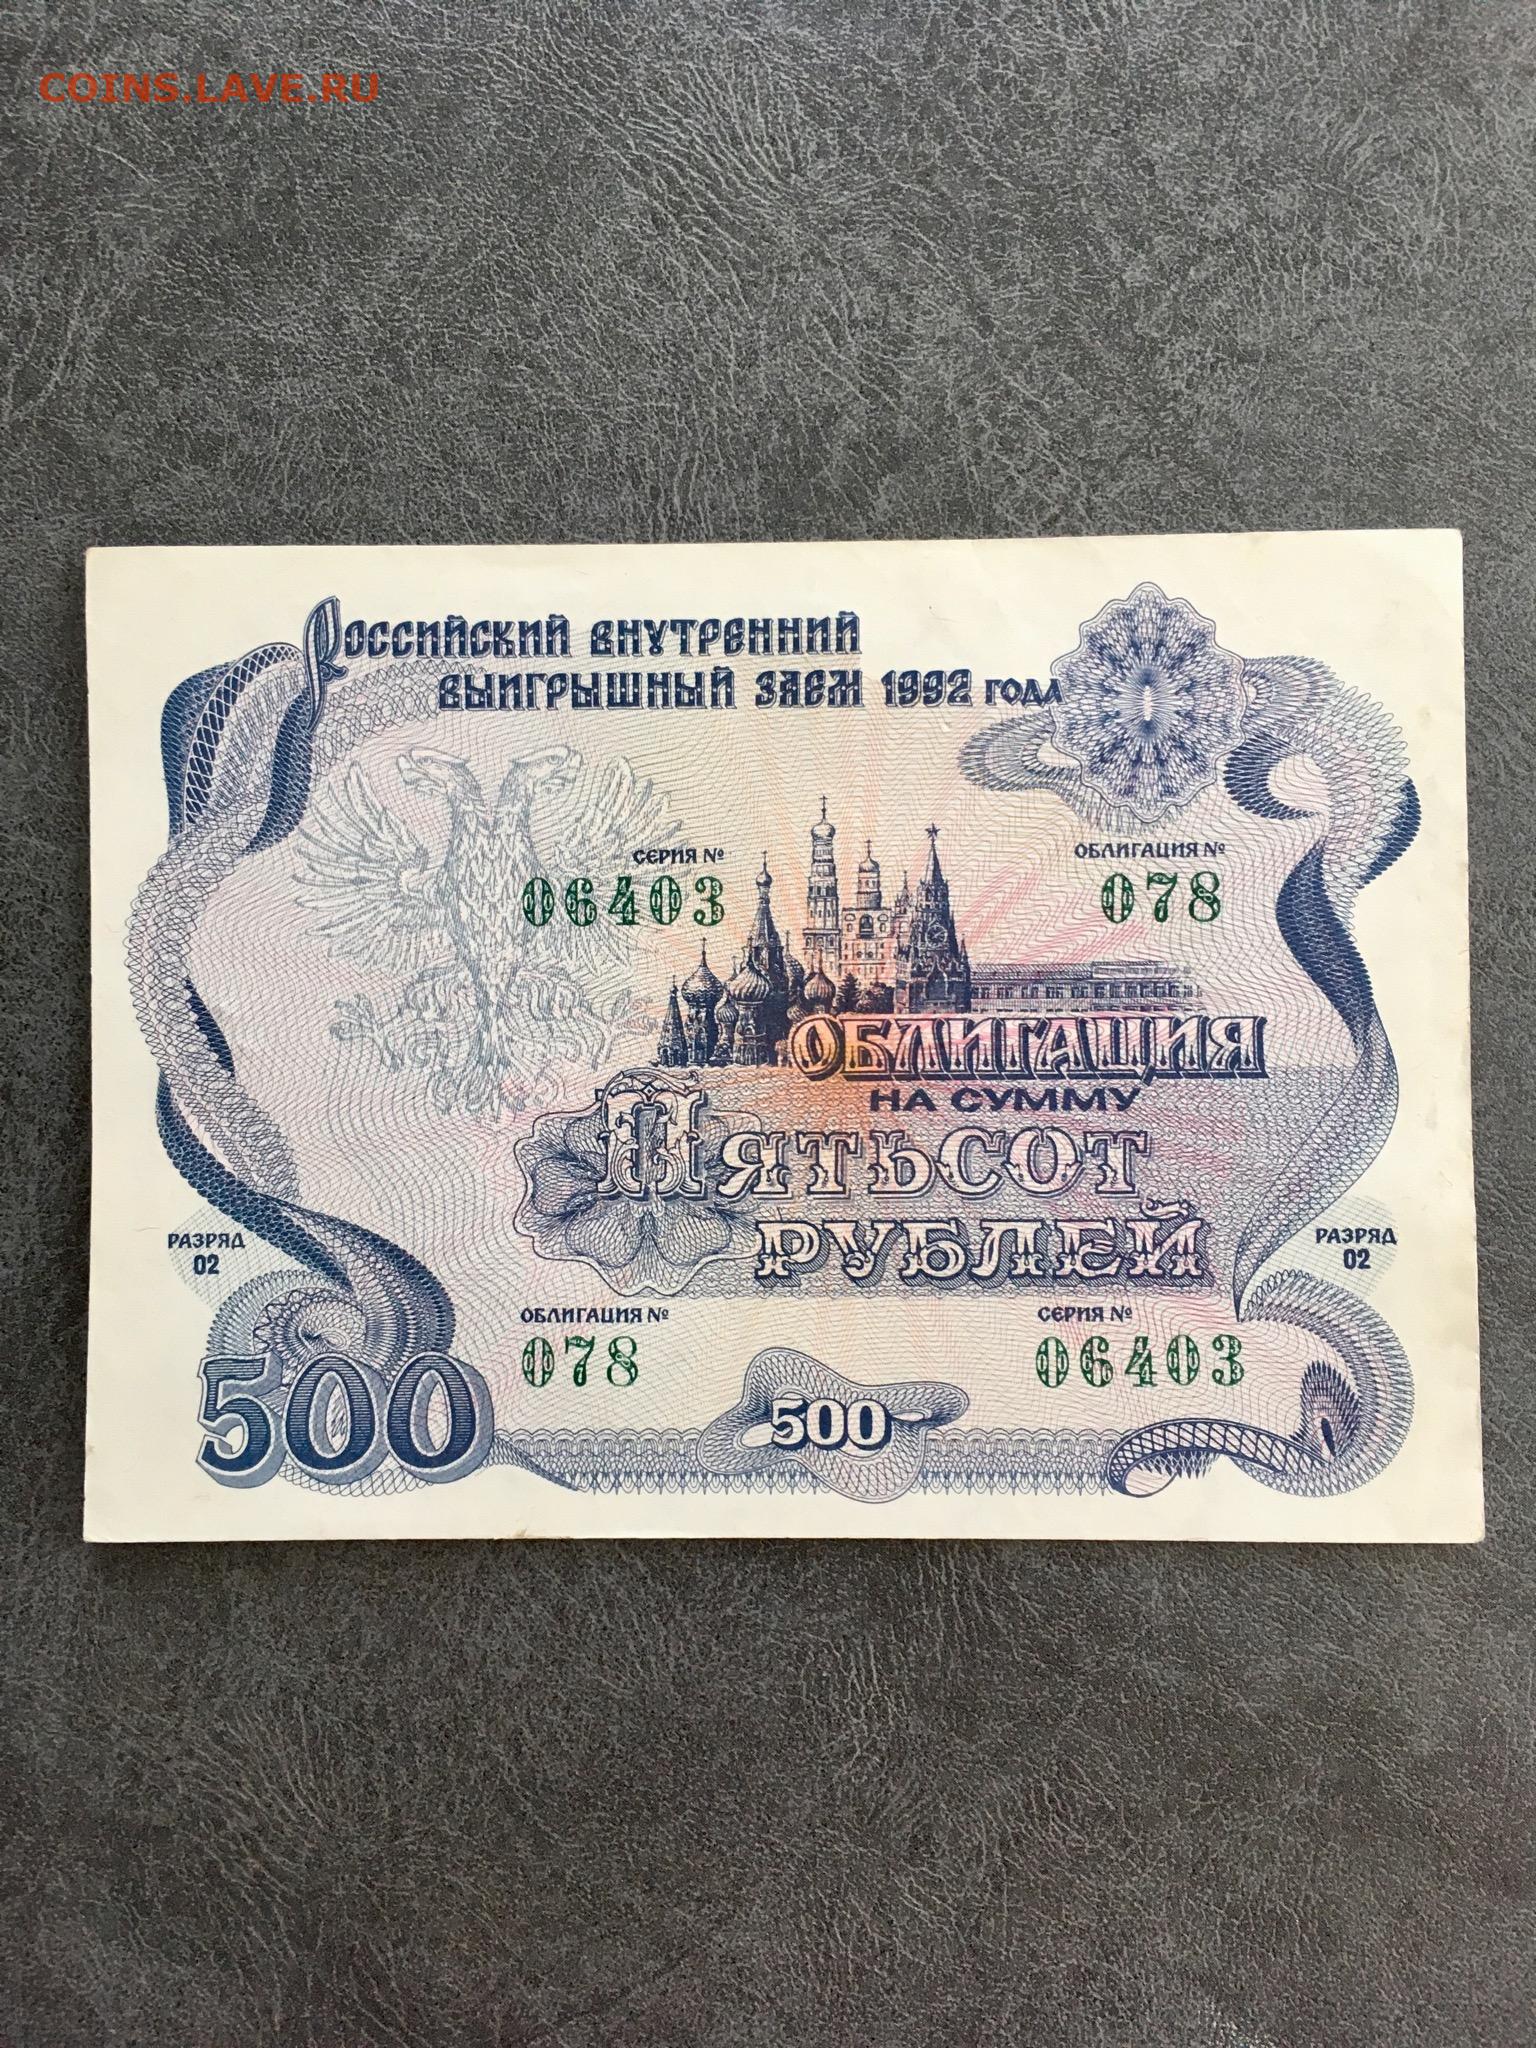 COINS.LAVE.RU
Российский внутренний
выигрышный заем 1992 года
СЕРИЯ №
06403
ОБЛИГАЦИЯ №
078
ОБЛИГАЦИЯ
НА СУММУ
Пятьсот
РУБЛЕЙ
РАЗРЯД
02
РАЗРЯД
02
ОБЛИГАЦИЯ №
078
СЕРИЯ №
06403
500
500